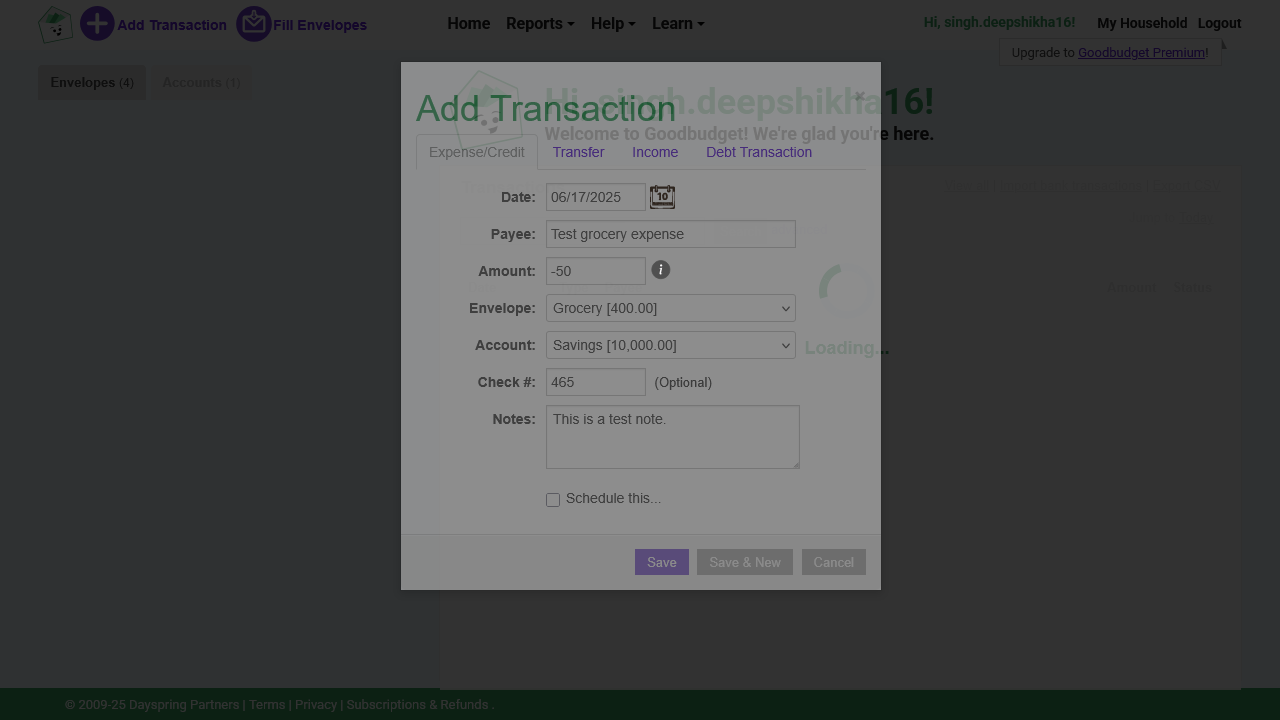 Add Transaction
Fill Envelopes
Home
Reports
Help
Learn
Hi, singh.deepshikha16!
My Household
Logout
Upgrade to Goodbudget Premium!
Envelopes (4)
Accounts (1)
Hi, singh.deepshikha16!
Welcome to Goodbudget! We're glad you're here.
Add Transaction
×
Expense/Credit
Transfer
Income
Debt Transaction
Date:
06/17/2025
10
Payee:
Test grocery expense
Amount:
-50
i
Envelope:
Grocery [400.00]
Account:
Savings [10,000.00]
Loading...
Check #:
465
(Optional)
Notes:
This is a test note.
Schedule this...
Save
Save & New
Cancel
© 2009-25 Dayspring Partners | Terms | Privacy | Subscriptions & Refunds .